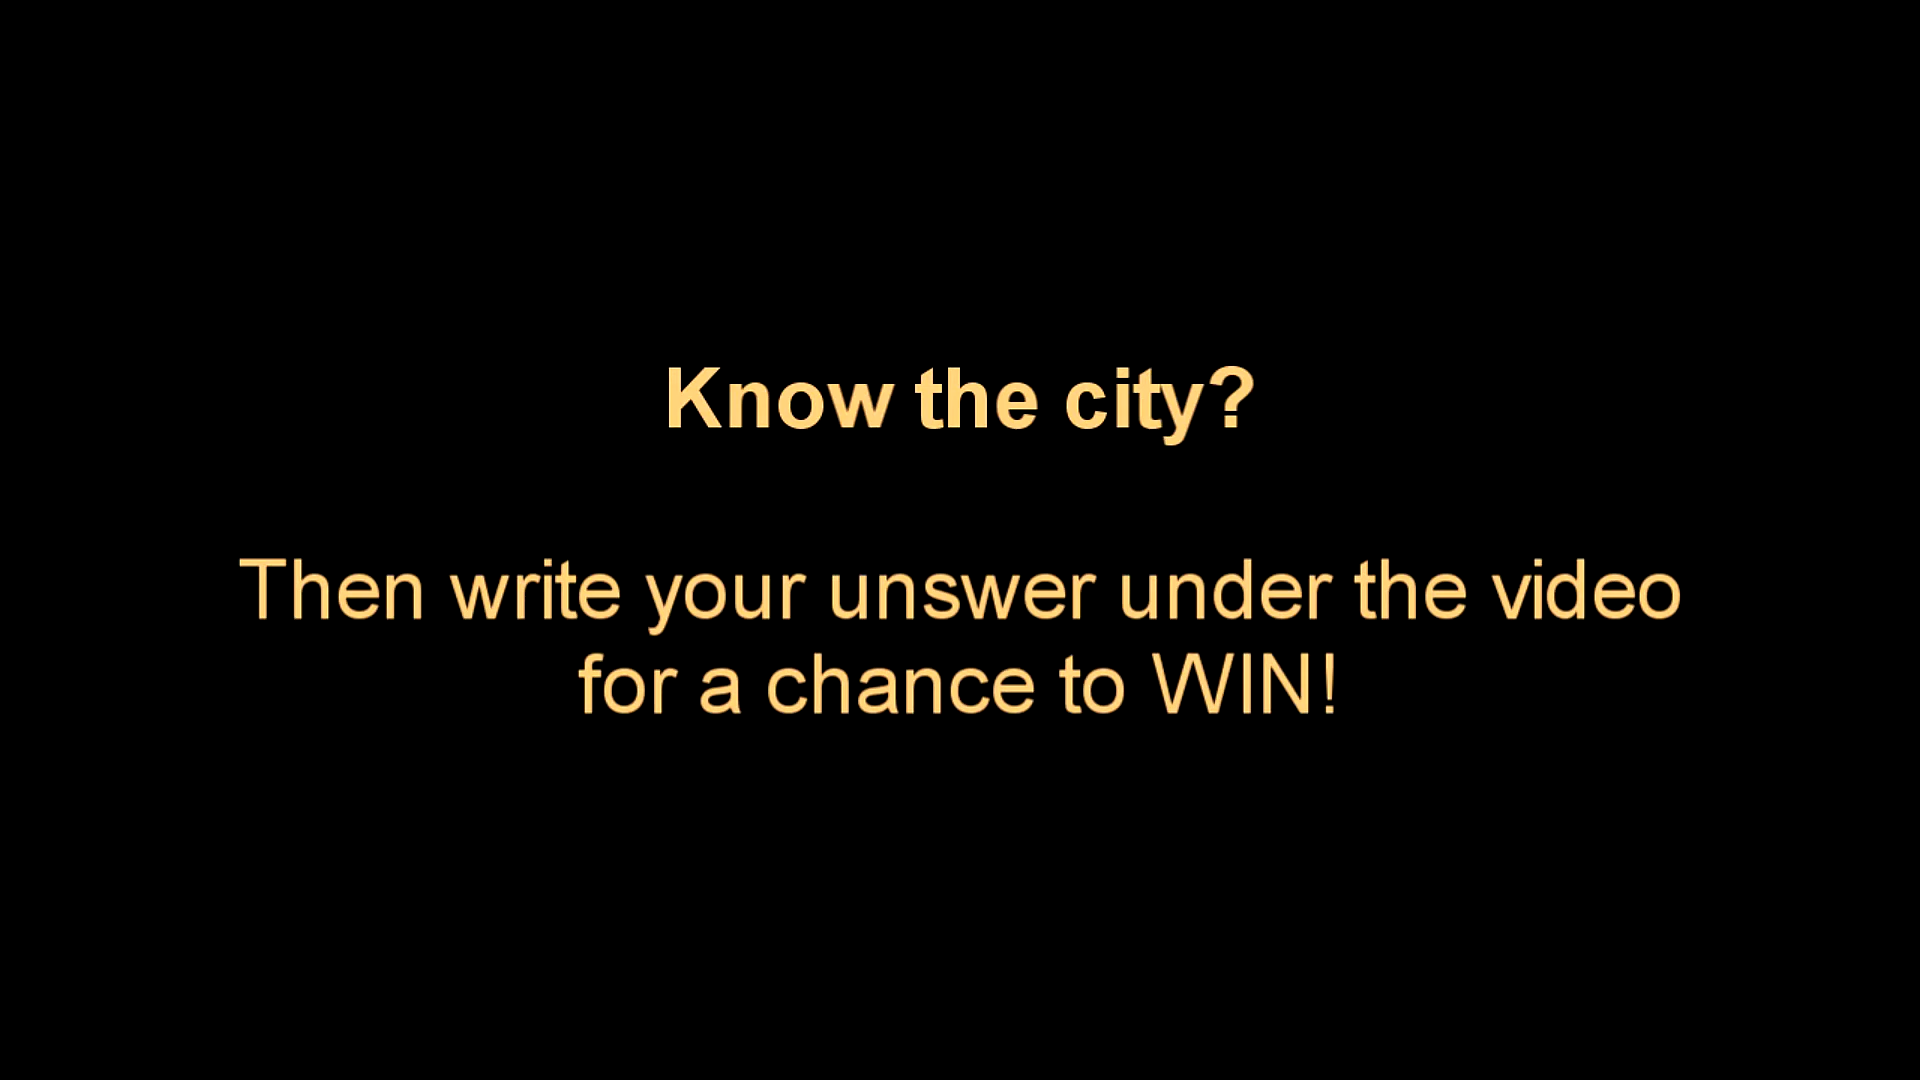 Know the city?
Then write your unswer under the video
for a chance to WIN!